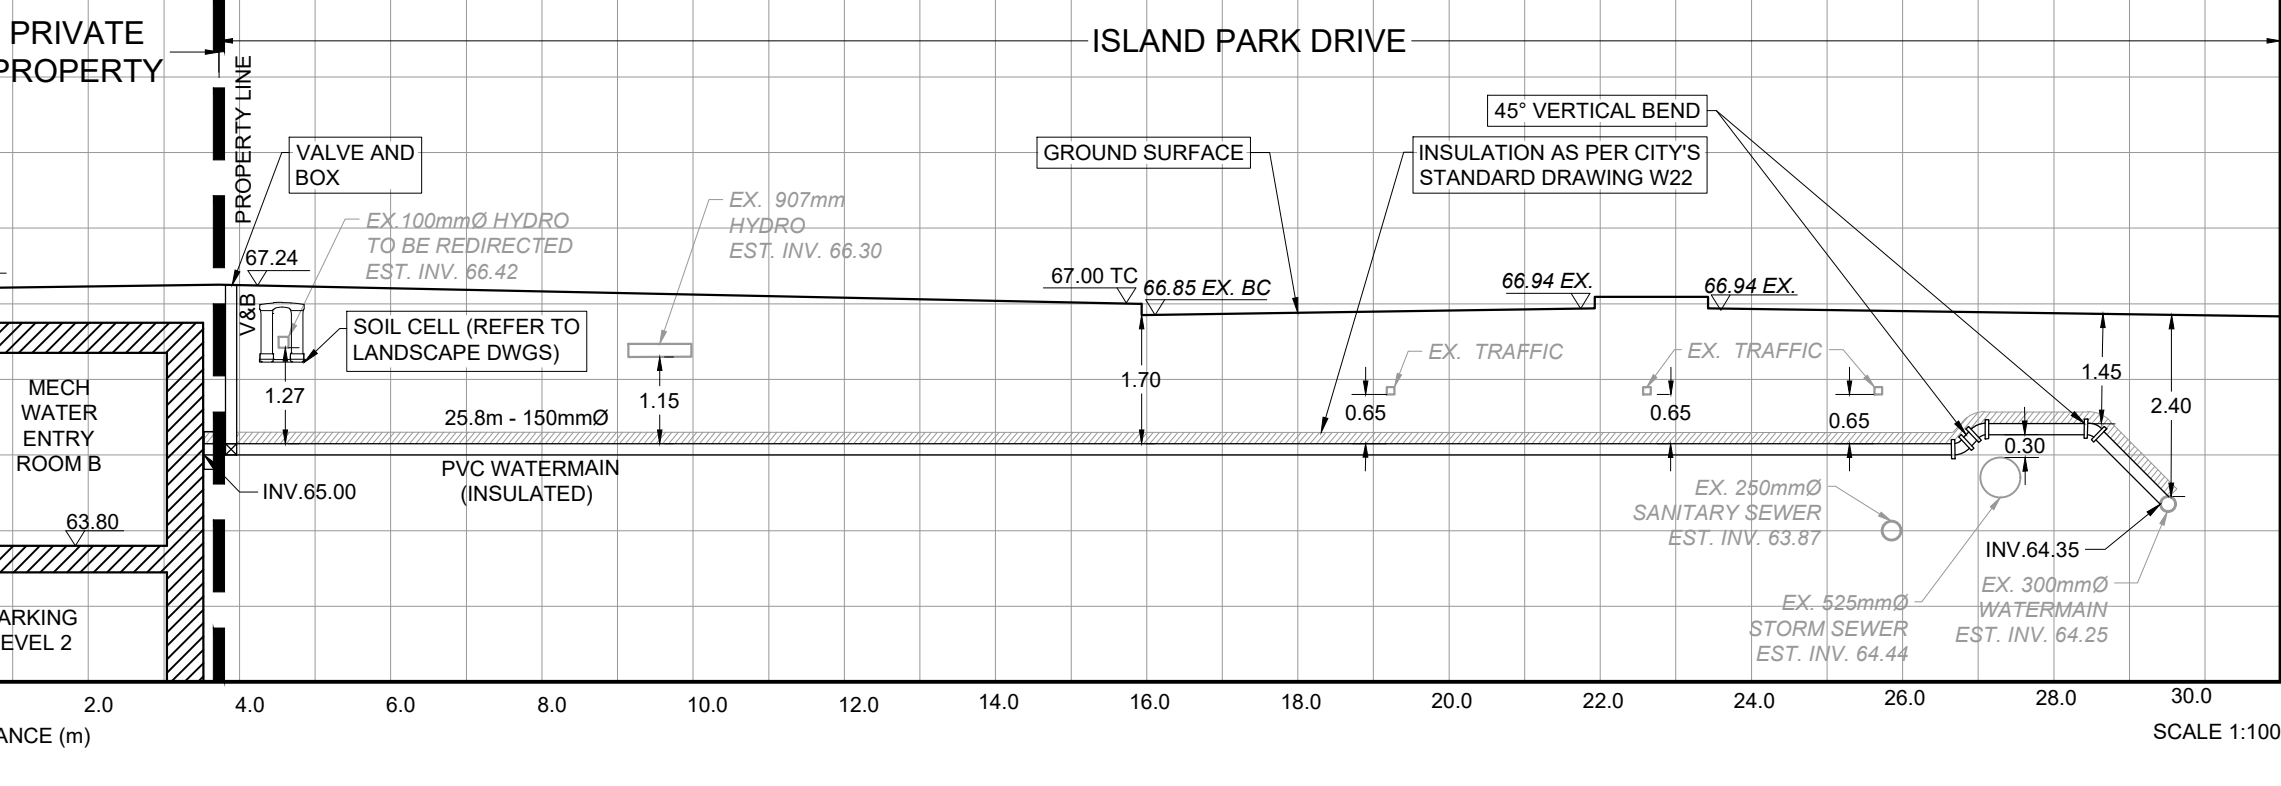 PRIVATE
PROPERTY
ISLAND PARK DRIVE
PROPERTY LINE
VALVE AND
BOX
EX.100mmØ HYDRO
TO BE REDIRECTED
EST. INV. 66.42
67.24
V&B
SOIL CELL (REFER TO
LANDSCAPE DWGS)
EX. 907mm
HYDRO
EST. INV. 66.30
GROUND SURFACE
67.00 TC
66.85 EX. BC
45° VERTICAL BEND
INSULATION AS PER CITY'S
STANDARD DRAWING W22
66.94 EX.
66.94 EX.
EX. TRAFFIC
EX. TRAFFIC
1.27
1.15
1.70
0.65
0.65
0.65
1.45
2.40
0.30
25.8m - 150mmØ
PVC WATERMAIN
(INSULATED)
MECH
WATER
ENTRY
ROOM B
INV.65.00
63.80
EX. 250mmØ
SANITARY SEWER
EST. INV. 63.87
INV.64.35
EX. 525mmØ
STORM SEWER
EST. INV. 64.44
EX. 300mmØ
WATERMAIN
EST. INV. 64.25
ARKING
EVEL 2
2.0 4.0 6.0 8.0 10.0 12.0 14.0 16.0 18.0 20.0 22.0 24.0 26.0 28.0 30.0
ANCE (m)
SCALE 1:100